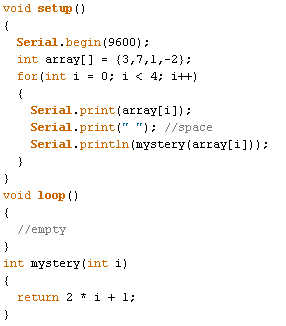 void setup()
{
  Serial.begin(9600);
  int array[] = {3,7,1,-2};
  for(int i = 0; i < 4; i++)
  {
    Serial.print(array[i]);
    Serial.print(" "); //space
    Serial.println(mystery(array[i]));
  }
}
void loop()
{
  //empty
}
int mystery(int i)
{
  return 2 * i + 1;
}